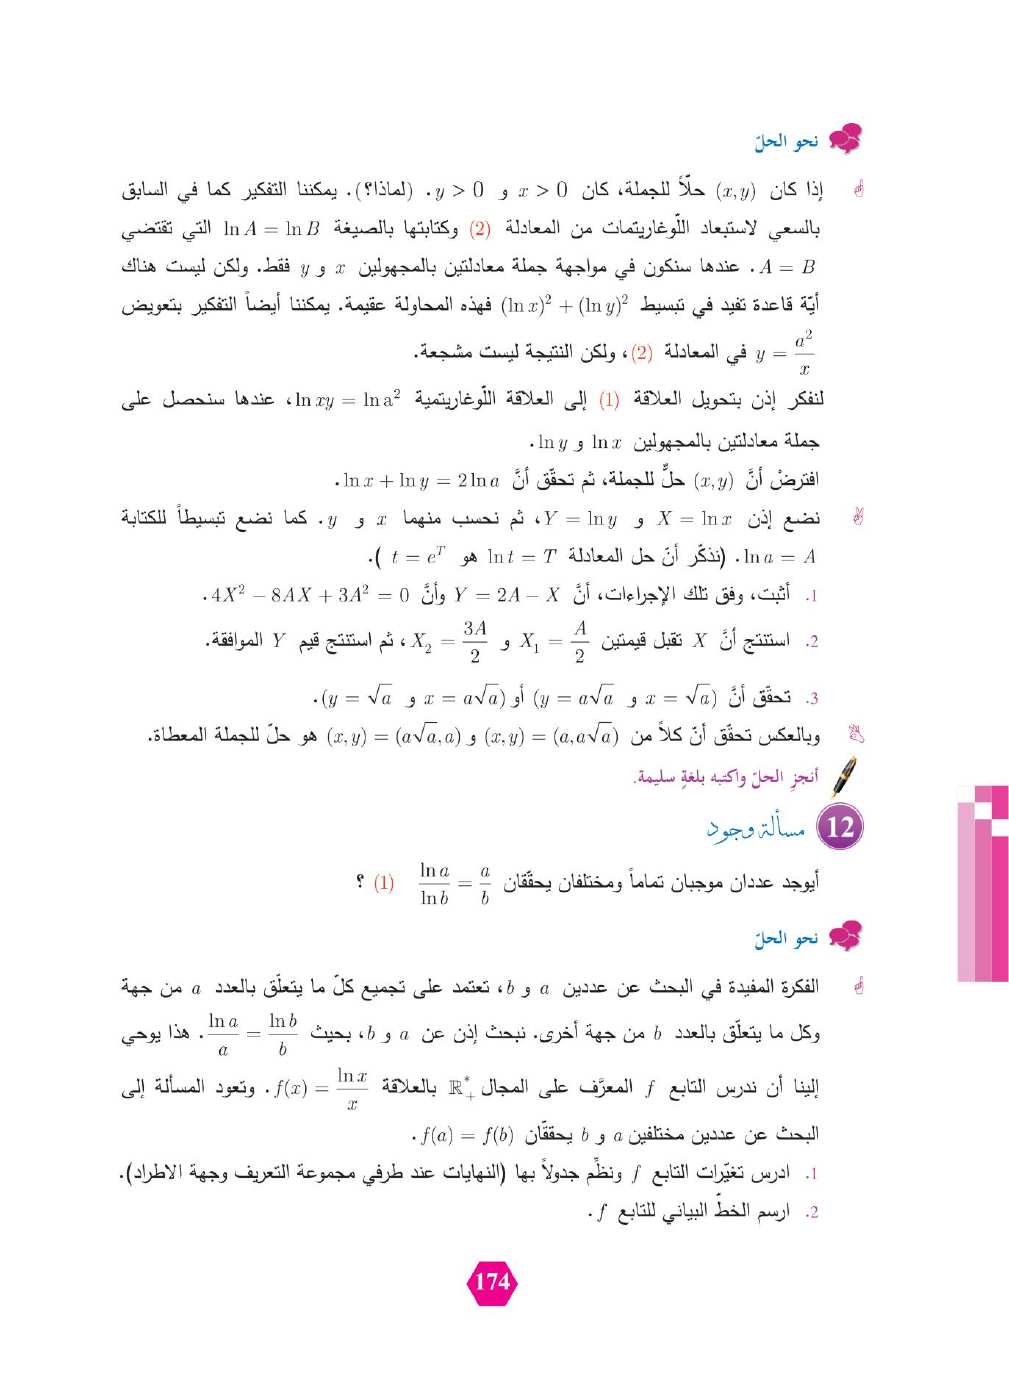 نحو الحلّ
إذا كان (x,y) حلّاً للجملة، كان x > 0 و y > 0. (لماذا؟). يمكننا التفكير كما في السابق
بالسعي لاستبعاد اللّوغاريتمات من المعادلة (2) وكتابتها بالصيغة ln A = ln B التي تقتضي
A = B. عندها سنكون في مواجهة جملة معادلتين بالمجهولين x و y فقط. ولكن ليست هناك
أيّة قاعدة تفيد في تبسيط (ln x)² + (ln y)² فهذه المحاولة عقيمة. يمكننا أيضاً التفكير بتعويض
y = a²/x في المعادلة (2)، ولكن النتيجة ليست مشجعة.
لنفكر إذن بتحويل العلاقة (1) إلى العلاقة اللّوغاريتمية ln xy = ln a²، عندها سنحصل على
جملة معادلتين بالمجهولين ln x و ln y.
افترضْ أنَّ (x,y) حلٌّ للجملة، ثم تحقّق أنَّ ln x + ln y = 2 ln a.
نضع إذن X = ln x و Y = ln y، ثم نحسب منهما x و y. كما نضع تبسيطاً للكتابة
ln a = A. (نذكّر أنّ حل المعادلة ln t = T هو t = e^T ).
1. أثبت، وفق تلك الإجراءات، أنَّ Y = 2A − X وأنَّ 4X² − 8AX + 3A² = 0.
2. استنتج أنَّ X تقبل قيمتين X₁ = A/2 و X₂ = 3A/2، ثم استنتج قيم Y الموافقة.
3. تحقّق أنَّ (x = √a و y = a√a) أو (x = a√a و y = √a).
وبالعكس تحقّق أنّ كلاً من (x,y) = (a,a√a) و (x,y) = (a√a,a) هو حلّ للجملة المعطاة.
أنجزِ الحلّ واكتبه بلغةٍ سليمة.
12 مسألة وجود
أيوجد عددان موجبان تماماً ومختلفان يحقّقان ln a/ln b = a/b (1) ؟
نحو الحلّ
الفكرة المفيدة في البحث عن عددين a و b، تعتمد على تجميع كلّ ما يتعلّق بالعدد a من جهة
وكل ما يتعلّق بالعدد b من جهة أخرى. نبحث إذن عن a و b، بحيث ln a/a = ln b/b. هذا يوحي
إلينا أن ندرس التابع f المعرَّف على المجال ℝ₊* بالعلاقة f(x) = ln x/x. وتعود المسألة إلى
البحث عن عددين مختلفين a و b يحققّان f(a) = f(b).
1. ادرس تغيّرات التابع f ونظِّم جدولاً بها (النهايات عند طرفي مجموعة التعريف وجهة الاطراد).
2. ارسم الخطّ البياني للتابع f.
174